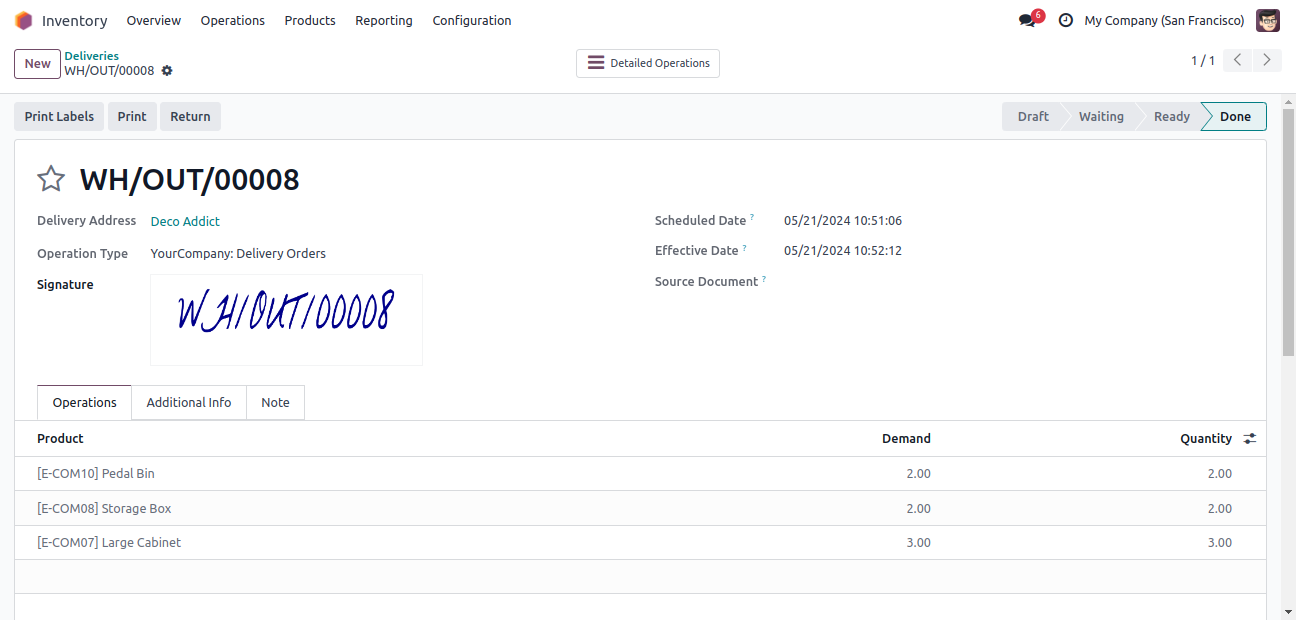 Inventory Overview Operations Products Reporting Configuration 6 My Company (San Francisco)
New Deliveries
WH/OUT/00008
Detailed Operations
1 / 1
Print Labels Print Return Draft Waiting Ready Done
WH/OUT/00008
Delivery Address Deco Addict Scheduled Date ? 05/21/2024 10:51:06
Operation Type YourCompany: Delivery Orders Effective Date ? 05/21/2024 10:52:12
Signature WH/OUT/00008 Source Document ?
Operations Additional Info Note
Product Demand Quantity
[E-COM10] Pedal Bin 2.00 2.00
[E-COM08] Storage Box 2.00 2.00
[E-COM07] Large Cabinet 3.00 3.00